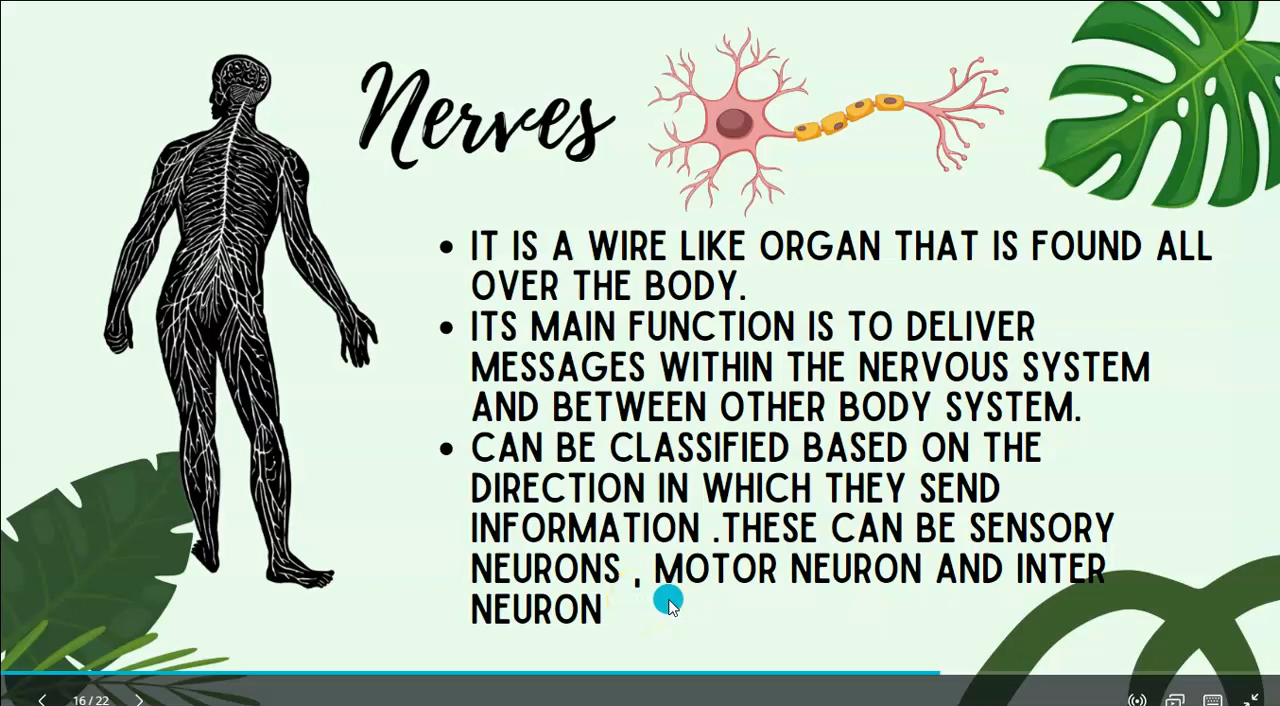 Nerves
• IT IS A WIRE LIKE ORGAN THAT IS FOUND ALL
OVER THE BODY.
• ITS MAIN FUNCTION IS TO DELIVER
MESSAGES WITHIN THE NERVOUS SYSTEM
AND BETWEEN OTHER BODY SYSTEM.
• CAN BE CLASSIFIED BASED ON THE
DIRECTION IN WHICH THEY SEND
INFORMATION .THESE CAN BE SENSORY
NEURONS , MOTOR NEURON AND INTER
NEURON
16 / 22